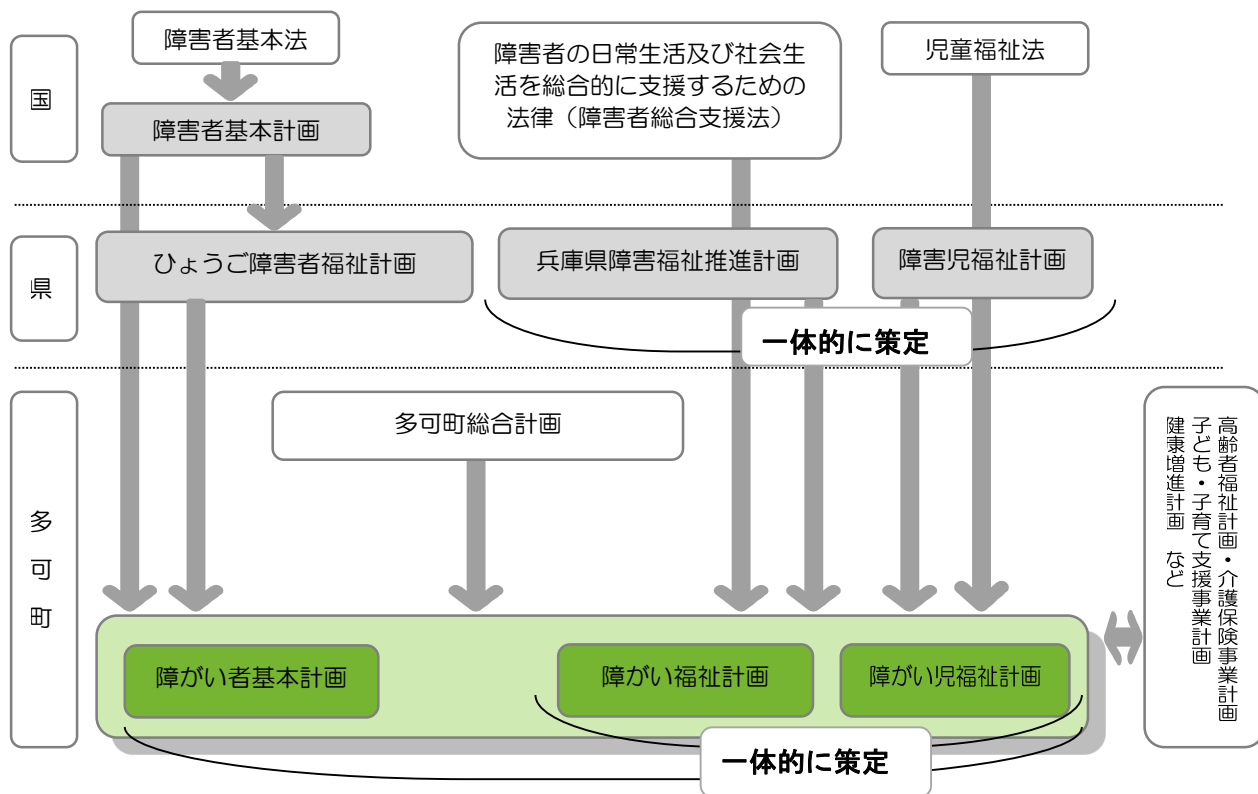 国
障害者基本法
障害者基本計画
障害者の日常生活及び社会生
活を総合的に支援するための
法律（障害者総合支援法）
児童福祉法
県
ひょうご障害者福祉計画
兵庫県障害福祉推進計画
障害児福祉計画
一体的に策定
多可町
多可町総合計画
障がい者基本計画
障がい福祉計画
障がい児福祉計画
一体的に策定
高齢者福祉計画・介護保険事業計画
子ども・子育て支援事業計画
健康増進計画　など